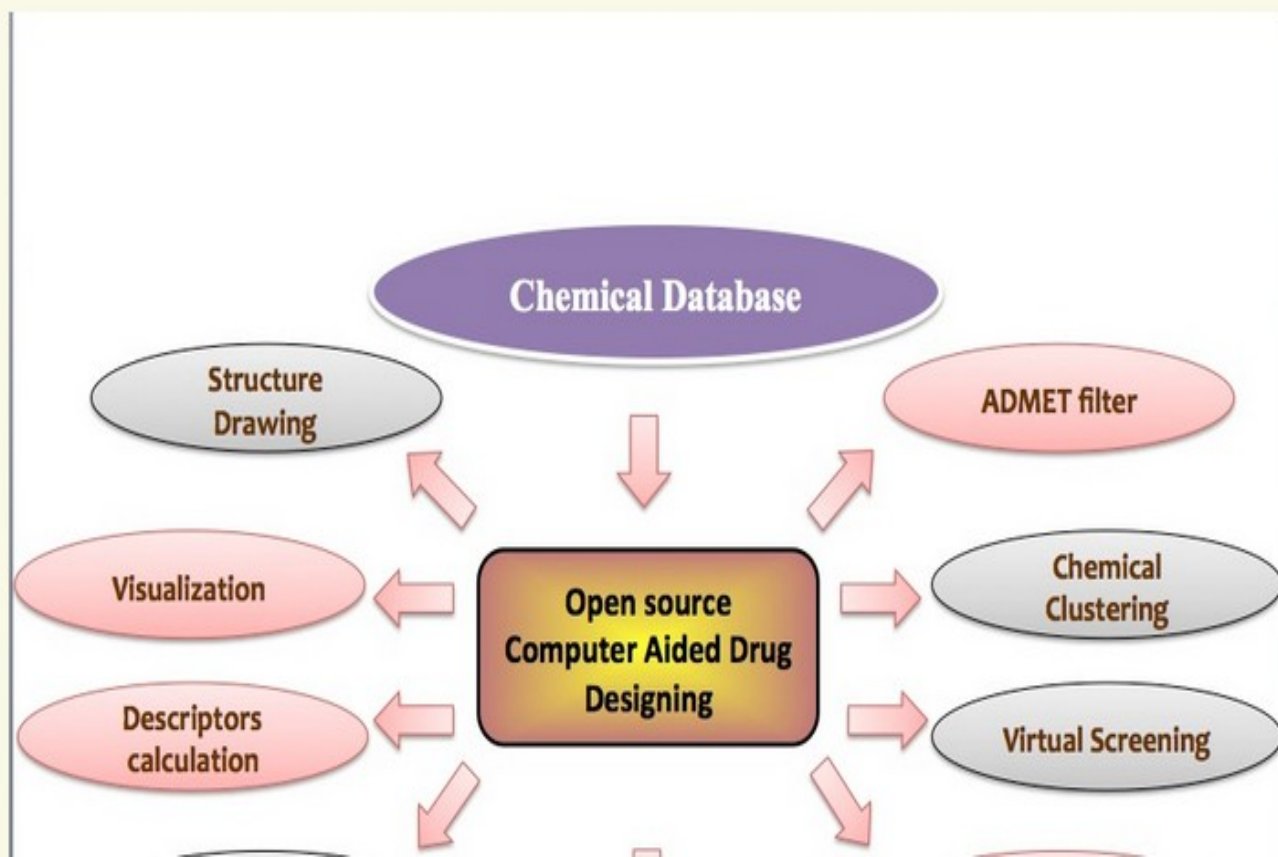 Chemical Database
Structure
Drawing
ADMET filter
Visualization
Open source
Computer Aided Drug
Designing
Chemical
Clustering
Descriptors
calculation
Virtual Screening